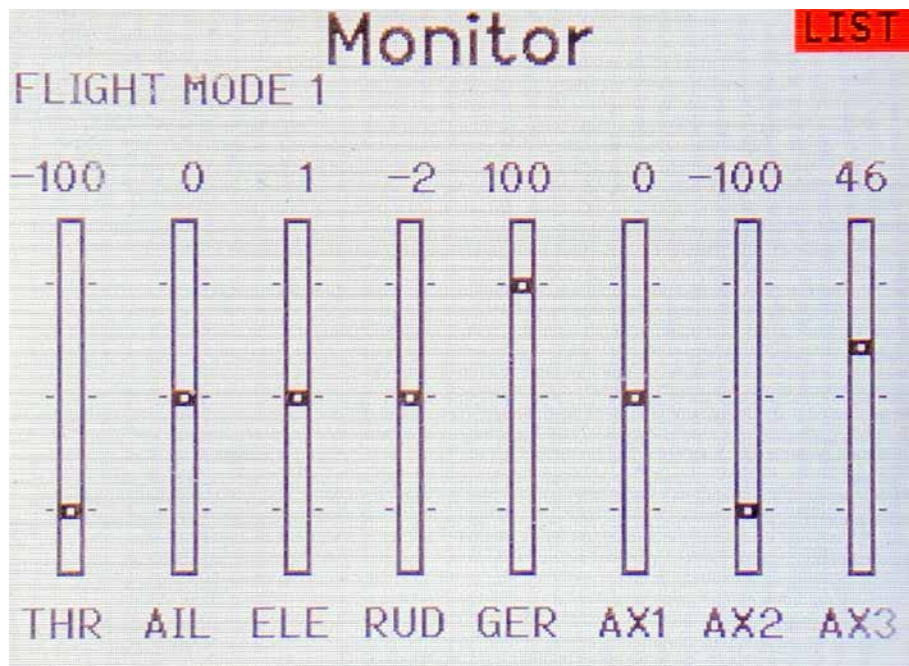 Monitor LIST
FLIGHT MODE 1
-100 0 1 -2 100 0 -100 46
THR AIL ELE RUD GER AX1 AX2 AX3